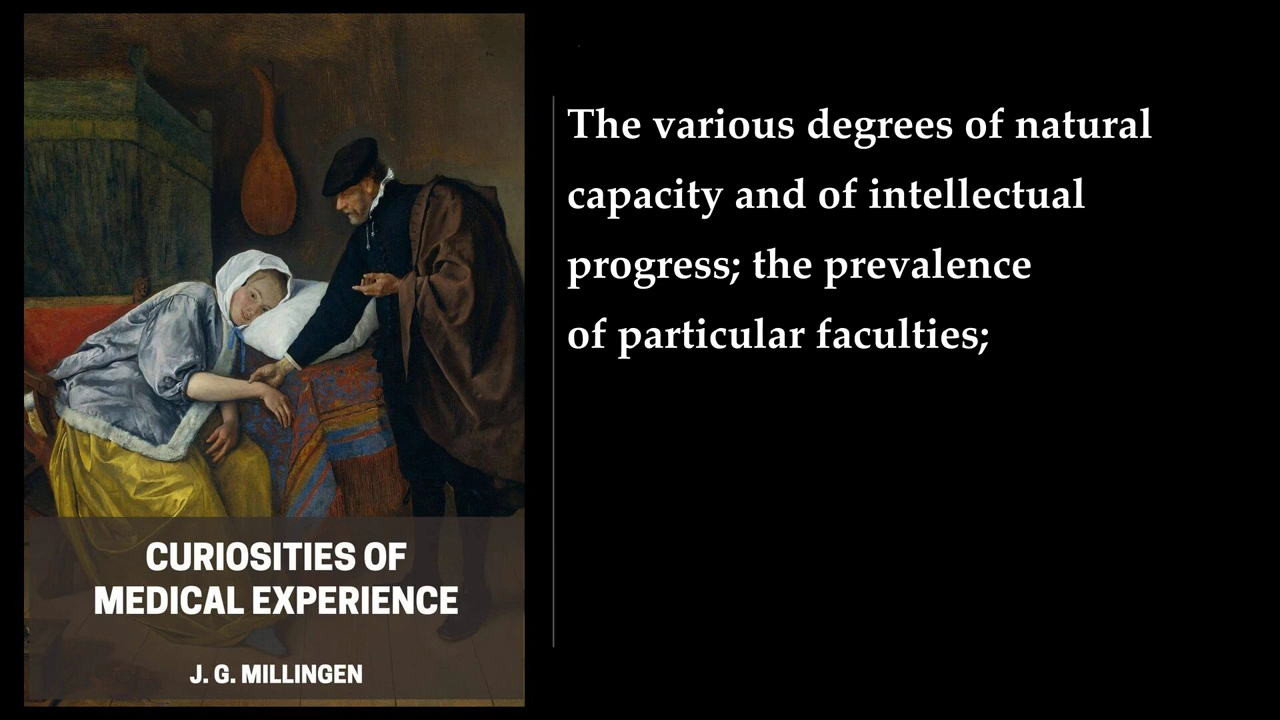 The various degrees of natural
capacity and of intellectual
progress; the prevalence
of particular faculties;
CURIOSITIES OF
MEDICAL EXPERIENCE
J. G. MILLINGEN